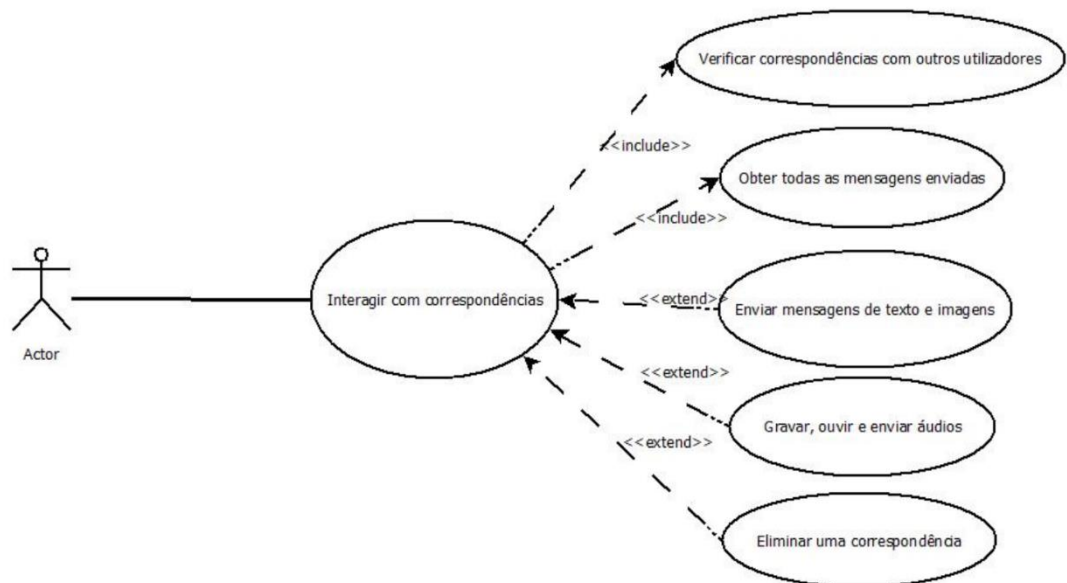 Verificar correspondências com outros utilizadores
<<include>>
Obter todas as mensagens enviadas
<<include>>
Interagir com correspondências
<<extend>>
Enviar mensagens de texto e imagens
Actor
<<extend>>
Gravar, ouvir e enviar áudios
<<extend>>
Eliminar uma correspondência